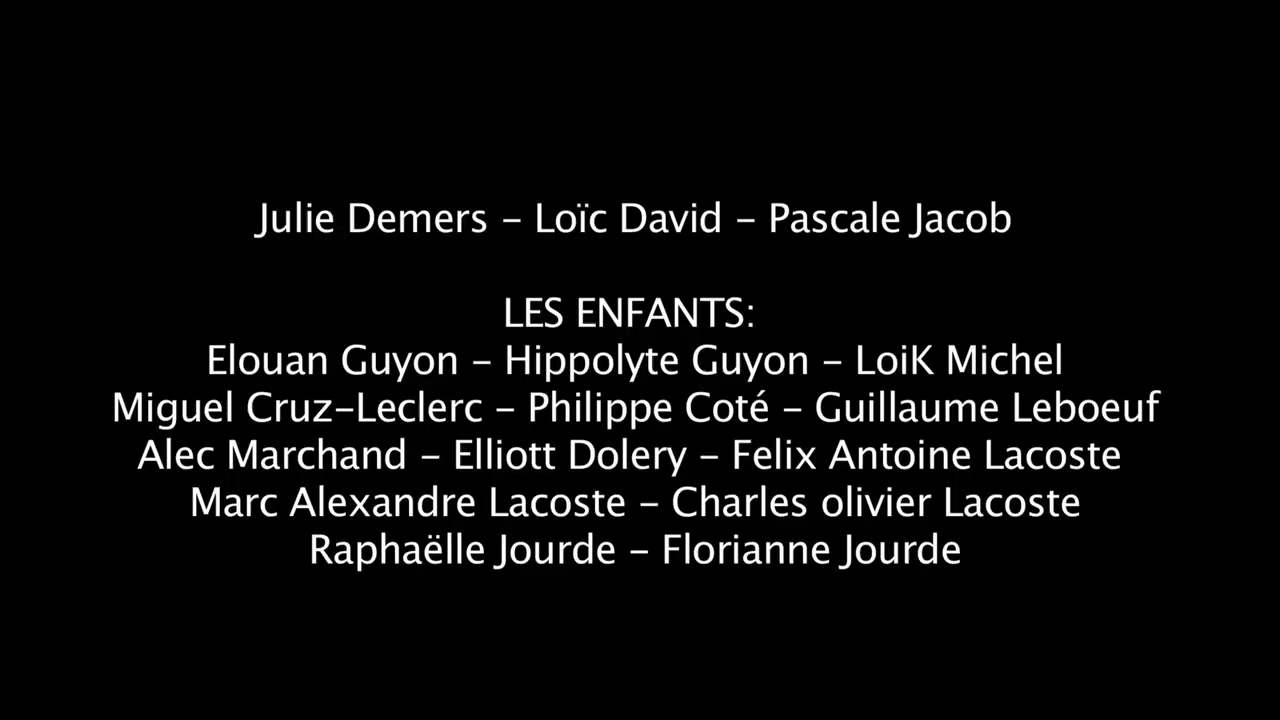 Julie Demers - Loïc David - Pascale Jacob
LES ENFANTS:
Elouan Guyon - Hippolyte Guyon - LoiK Michel
Miguel Cruz-Leclerc - Philippe Coté - Guillaume Leboeuf
Alec Marchand - Elliott Dolery - Felix Antoine Lacoste
Marc Alexandre Lacoste - Charles olivier Lacoste
Raphaëlle Jourde - Florianne Jourde